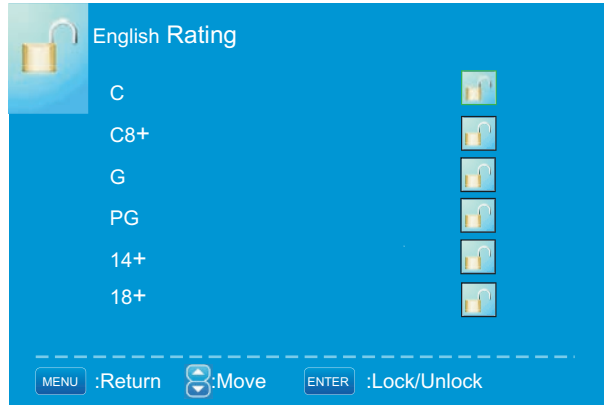 English Rating
C
C8+
G
PG
14+
18+
MENU :Return :Move ENTER :Lock/Unlock